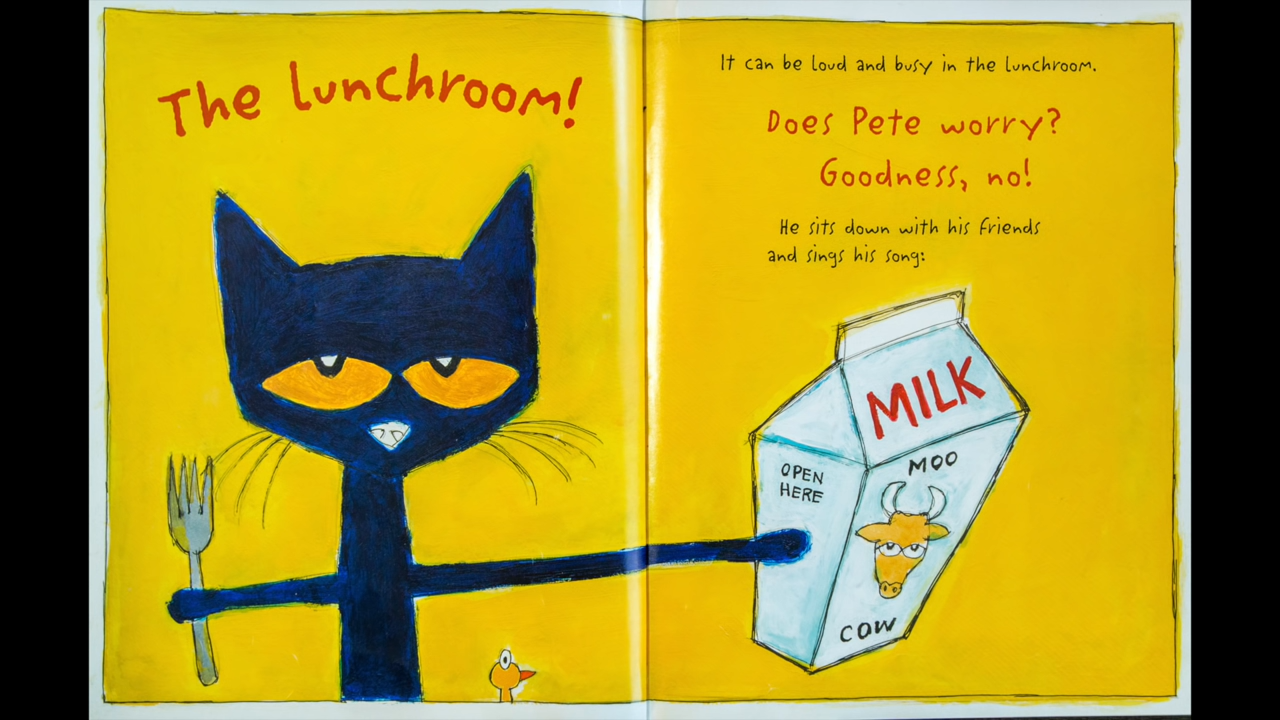 The lunchroom!
It can be loud and busy in the lunchroom.
Does Pete worry?
Goodness, no!
He sits down with his friends
and sings his song:
MILK
OPEN
HERE
MOO
COW